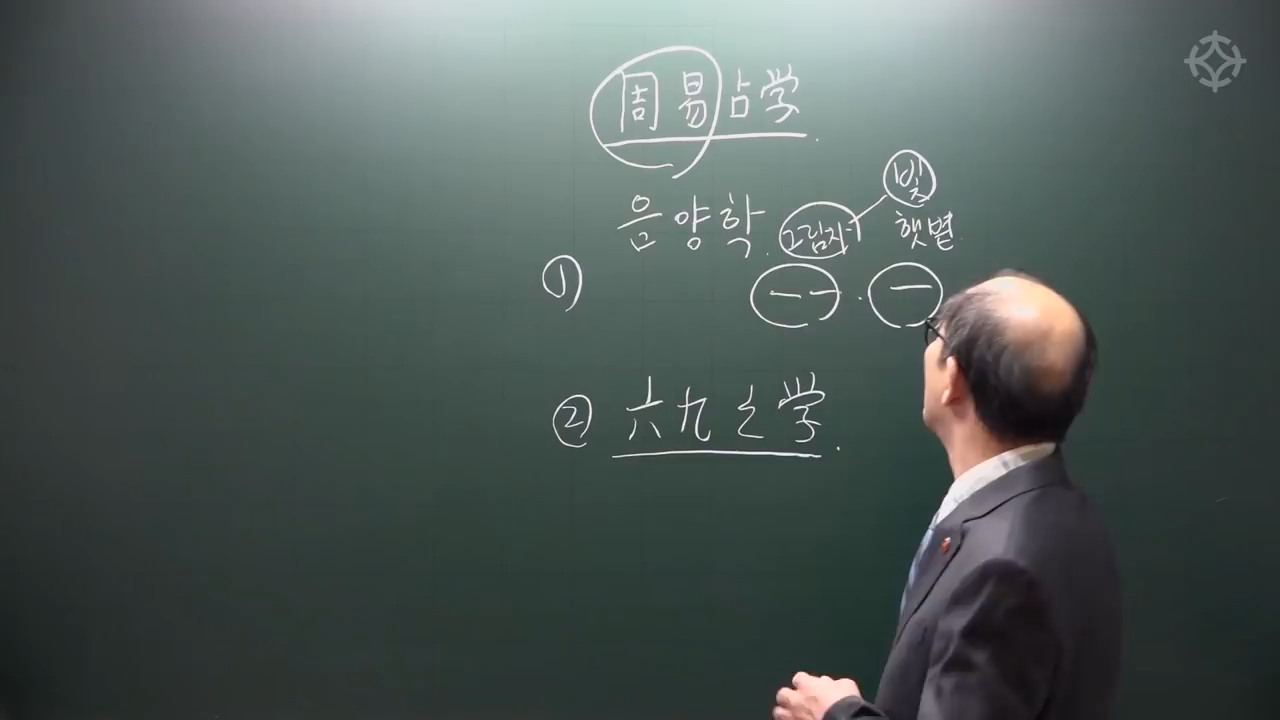 周易占学.
빛
음양학. 그림자 햇볕.
① -- · —
② 六九之学.